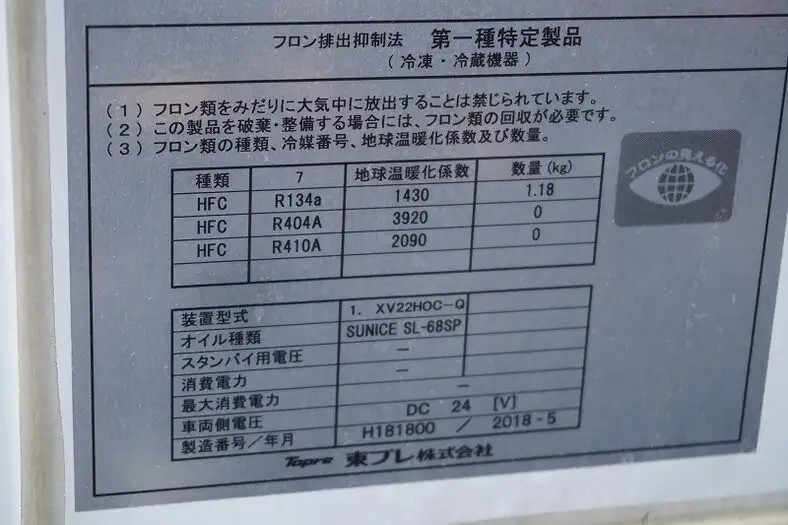 フロン排出抑制法 第一種特定製品
(冷凍・冷蔵機器)
(1) フロン類をみだりに大気中に放出することは禁じられています。
(2) この製品を破棄・整備する場合には、フロン類の回収が必要です。
(3) フロン類の種類、冷媒番号、地球温暖化係数及び数量。
フロンの見える化
種類 7 地球温暖化係数 数量(kg)
HFC R134a 1430 1.18
HFC R404A 3920 0
HFC R410A 2090 0
装置型式 1. XV22HOC-Q
オイル種類 SUNICE SL-68SP
スタンバイ用電圧 -
消費電力 -
最大消費電力 -
車両側電圧 DC 24 [V]
製造番号/年月 H181800 / 2018-5
Topre 東プレ株式会社